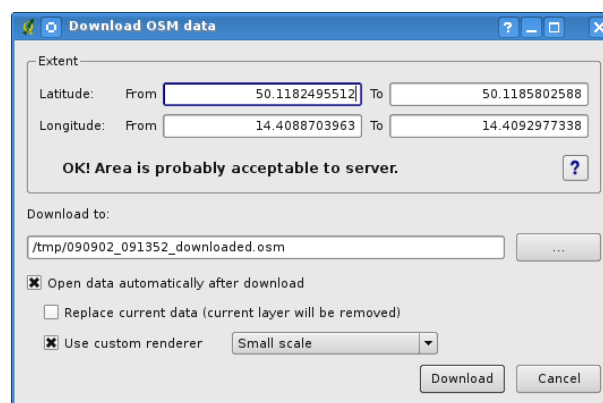 Download OSM data
Extent
Latitude: From 50.1182495512 To 50.1185802588
Longitude: From 14.4088703963 To 14.4092977338
OK! Area is probably acceptable to server. ?
Download to:
/tmp/090902_091352_downloaded.osm ...
Open data automatically after download
Replace current data (current layer will be removed)
Use custom renderer Small scale
Download Cancel